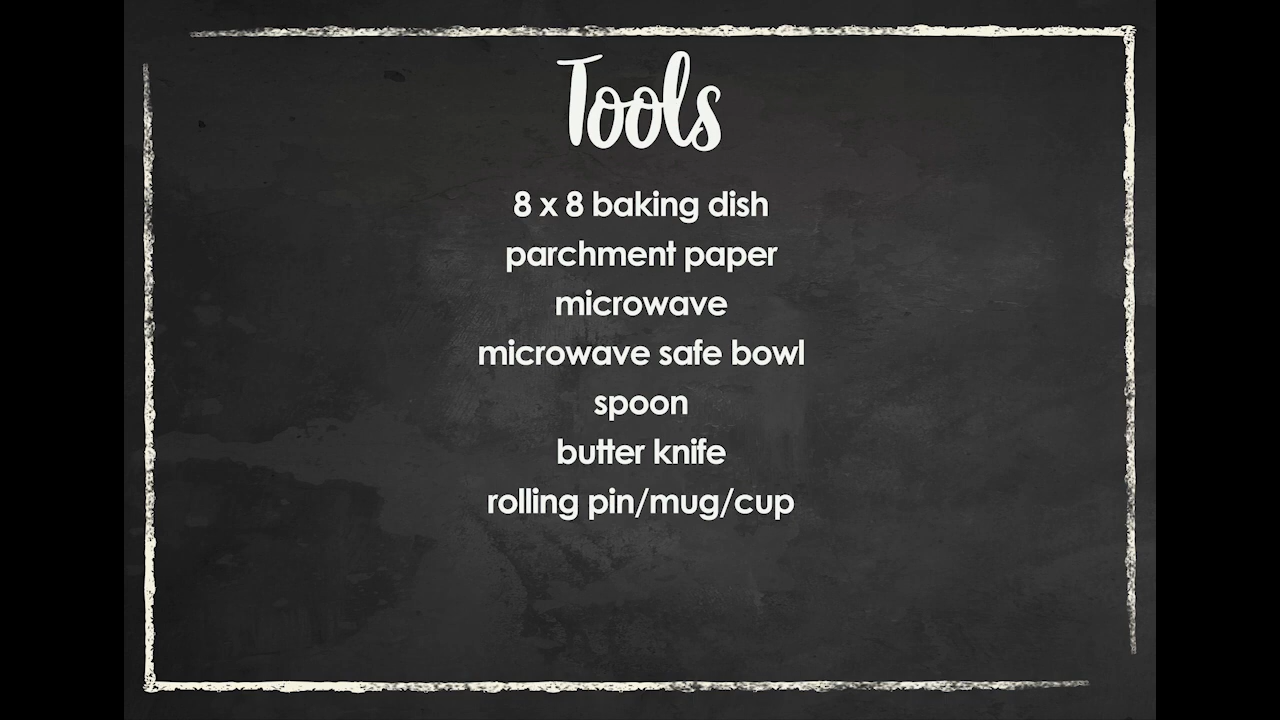 Tools
8 x 8 baking dish
parchment paper
microwave
microwave safe bowl
spoon
butter knife
rolling pin/mug/cup